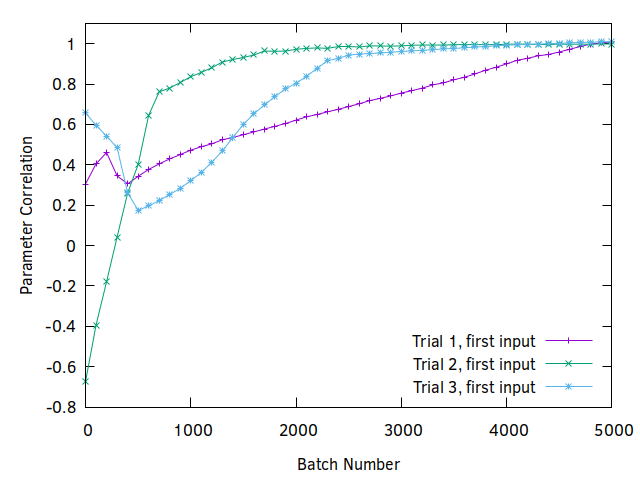 1
0.8
0.6
0.4
0.2
0
-0.2
-0.4
-0.6
-0.8
Parameter Correlation
Trial 1, first input
Trial 2, first input
Trial 3, first input
0 1000 2000 3000 4000 5000
Batch Number